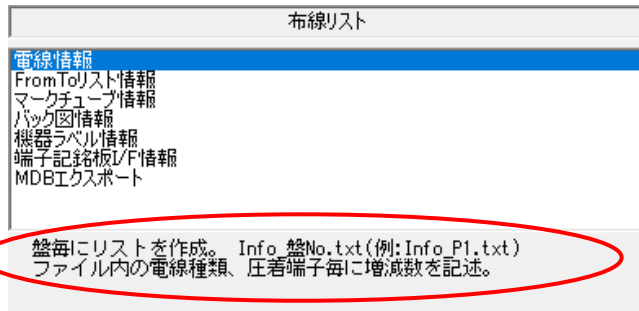 布線リスト
電線情報
FromToリスト情報
マークチューブ情報
バック図情報
機器ラベル情報
端子記銘板I/F情報
MDBエクスポート
盤毎にリストを作成。 Info_盤No.txt(例:Info_P1.txt)
ファイル内の電線種類、圧着端子毎に増減数を記述。